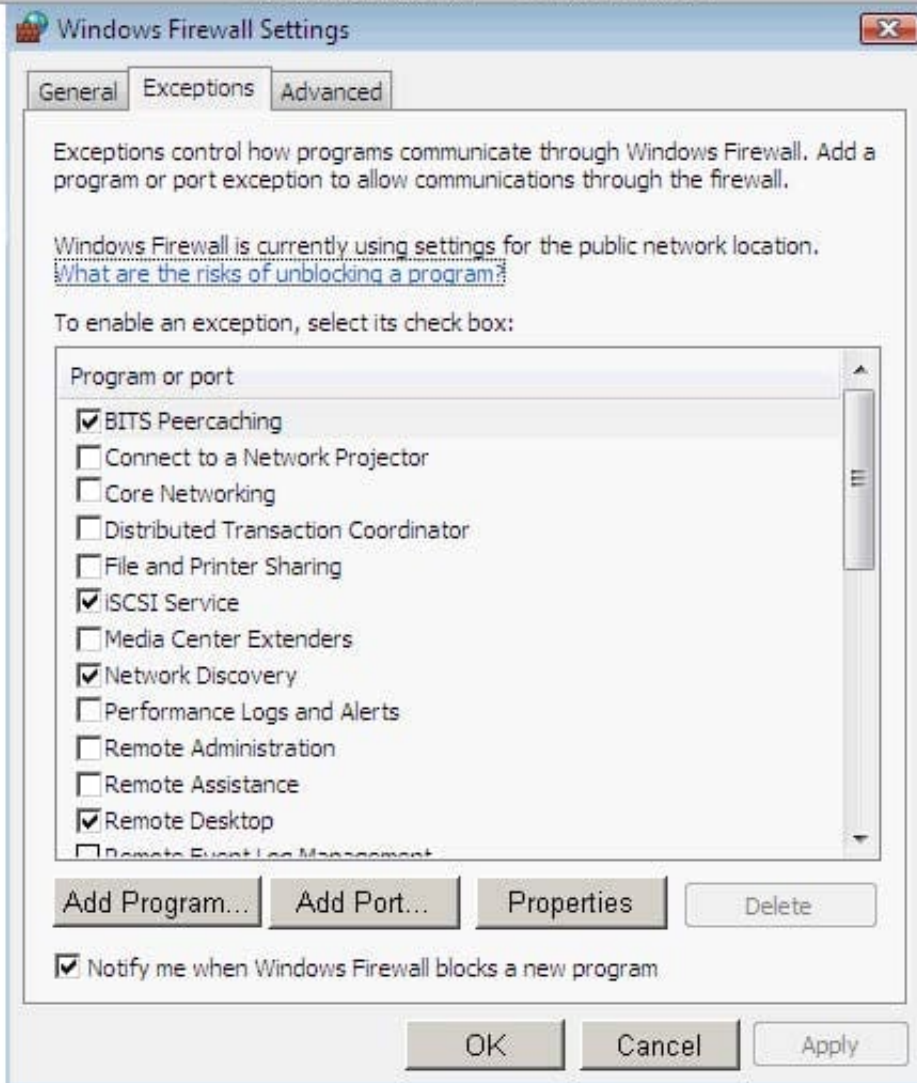 Windows Firewall Settings
General
Exceptions
Advanced
Exceptions control how programs communicate through Windows Firewall. Add a
program or port exception to allow communications through the firewall.
Windows Firewall is currently using settings for the public network location.
What are the risks of unblocking a program?
To enable an exception, select its check box:
Program or port
BITS Peercaching
Connect to a Network Projector
Core Networking
Distributed Transaction Coordinator
File and Printer Sharing
iSCSI Service
Media Center Extenders
Network Discovery
Performance Logs and Alerts
Remote Administration
Remote Assistance
Remote Desktop
Remote Event Log Management
Add Program...
Add Port...
Properties
Delete
Notify me when Windows Firewall blocks a new program
OK
Cancel
Apply